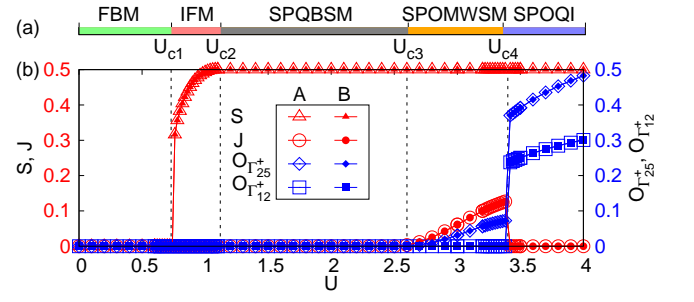 (a) FBM IFM SPQBSM SPOMWSM SPOQI
U_c1 U_c2 U_c3 U_c4
(b)
0.5 0.5
0.4 0.4
0.3 0.3
0.2 0.2
0.1 0.1
0 0
S, J
O_Γ25^+, O_Γ12^+
A B
S
J
O_Γ25^+
O_Γ12^+
0 0.5 1 1.5 2 2.5 3 3.5 4
U